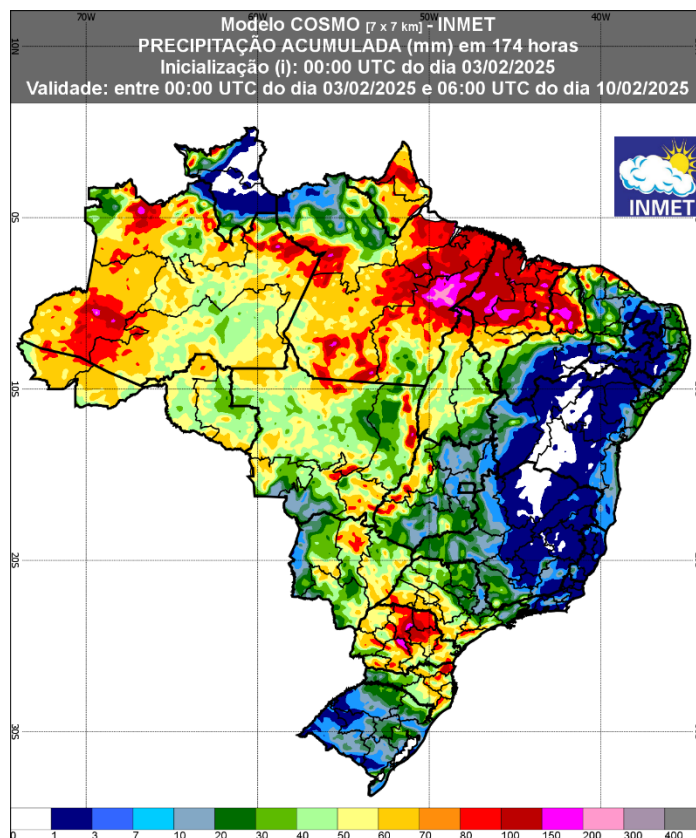 Modelo COSMO [7 x 7 km] - INMET
PRECIPITAÇÃO ACUMULADA (mm) em 174 horas
Inicialização (i): 00:00 UTC do dia 03/02/2025
Validade: entre 00:00 UTC do dia 03/02/2025 e 06:00 UTC do dia 10/02/2025
70W 60W 50W 40W
10N
INMET
10S
20S
30S
0 1 3 7 10 20 30 40 50 60 70 80 100 150 200 300 400